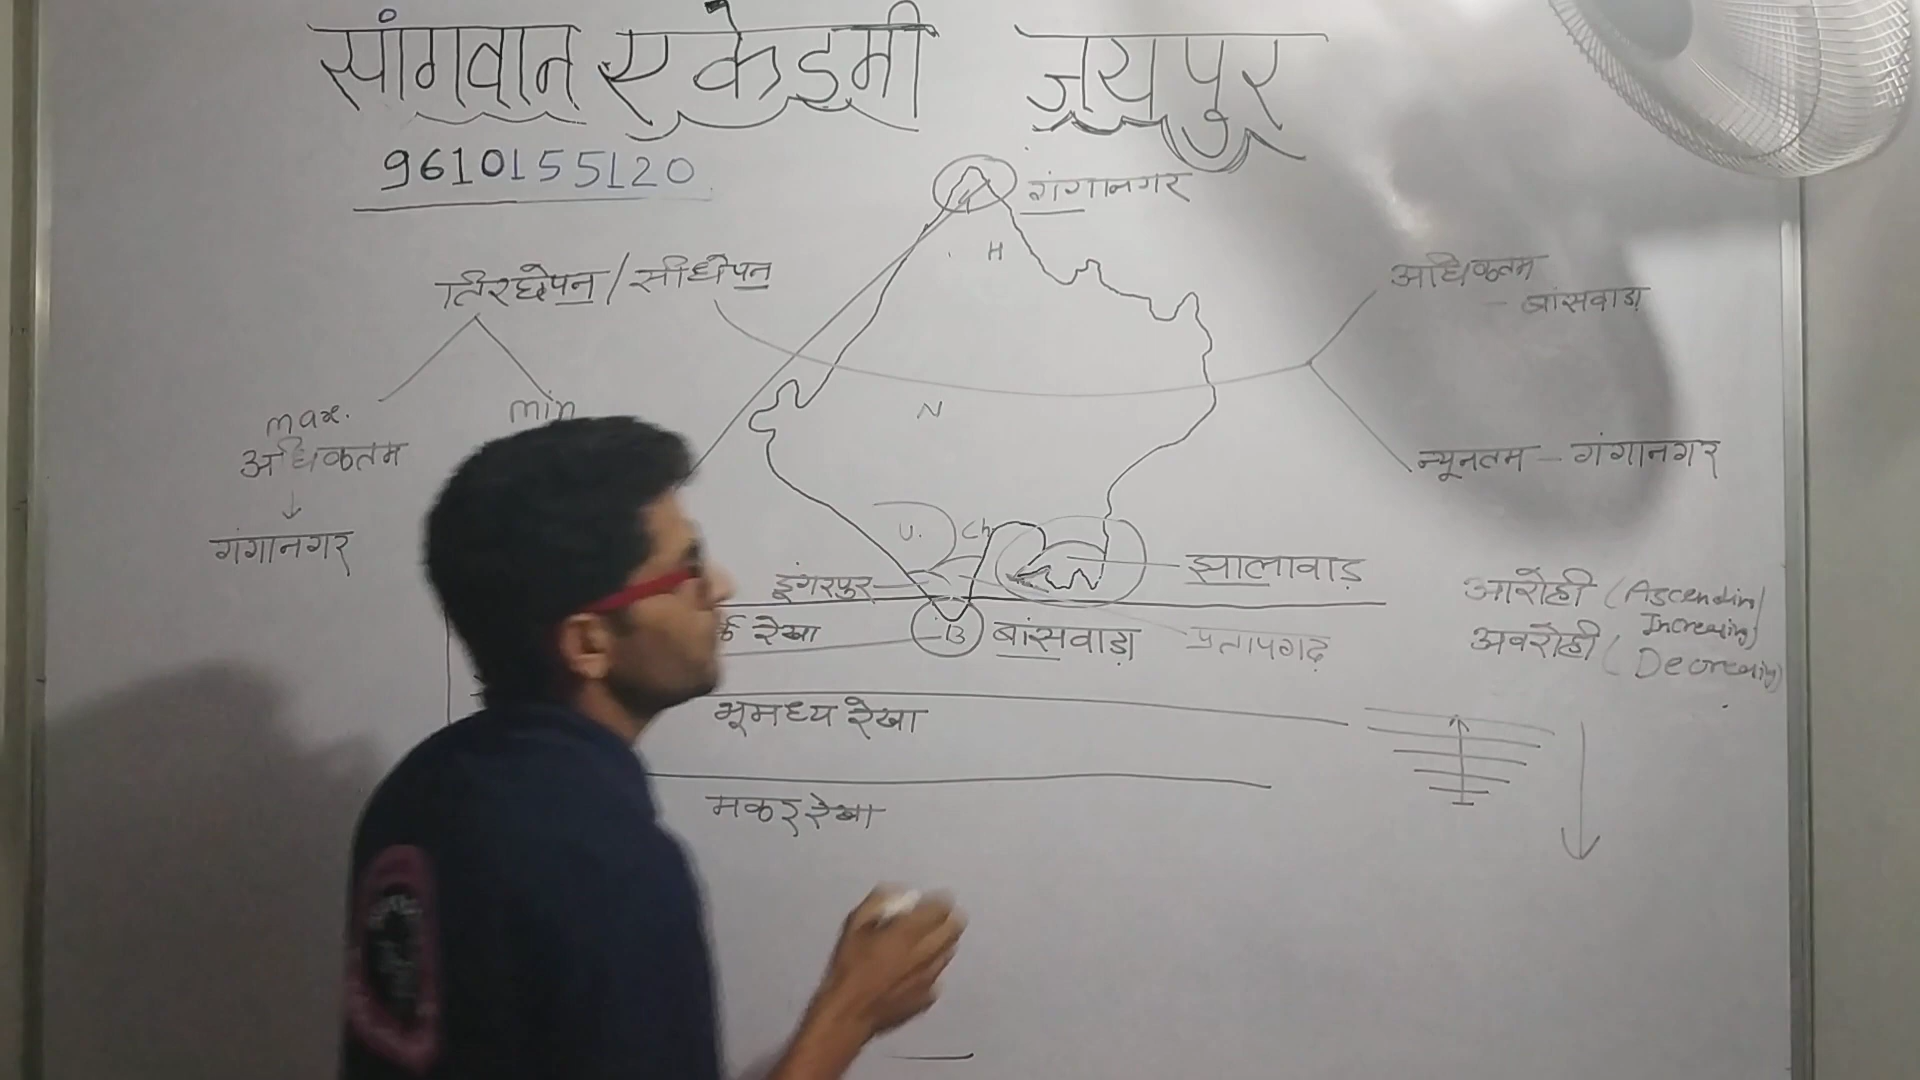 सांगवान एकेडमी जयपुर
9610155120
गंगानगर
H
तिरछेपन / सीधेपन
अधिकतम
- बांसवाडा
max.
min
N
अधिकतम
न्यूनतम - गंगानगर
गंगानगर
U.
Ch
झालावाड़
डूंगरपुर
आरोही ( Ascending
Increasing)
अवरोही ( Decreasing)
र्क रेखा
B बांसवाड़ा
प्रतापगढ़
भूमध्य रेखा
मकर रेखा